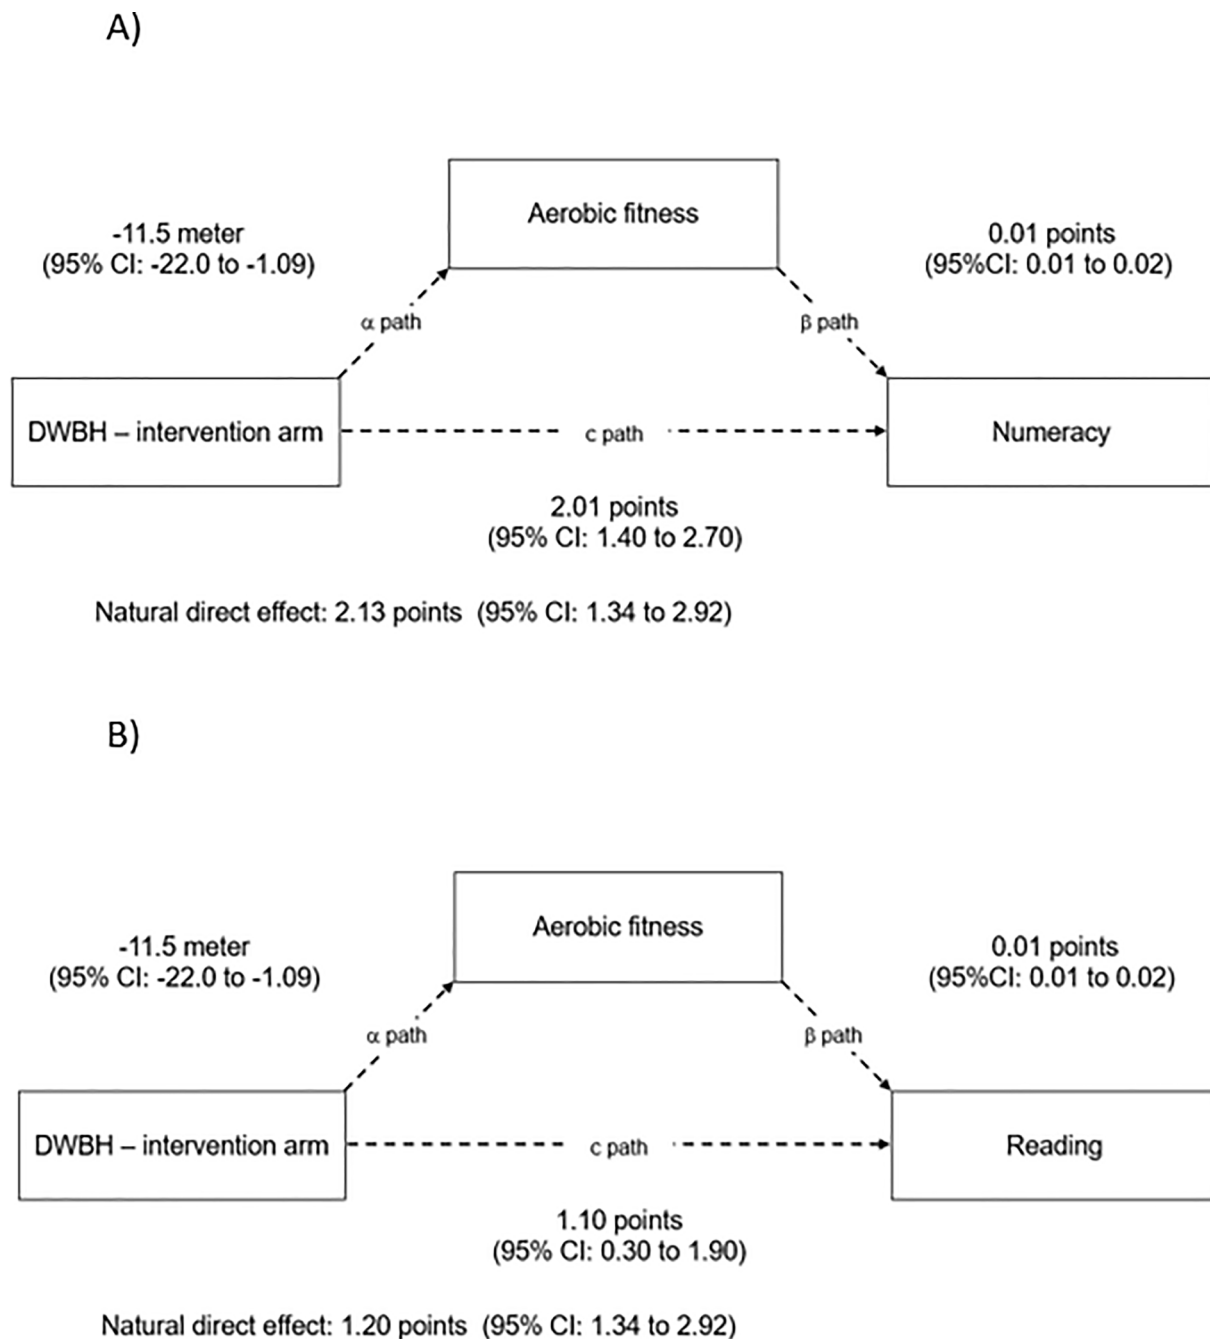 A)
Aerobic fitness
-11.5 meter
(95% CI: -22.0 to -1.09)
0.01 points
(95%CI: 0.01 to 0.02)
α path
β path
DWBH – intervention arm
c path
Numeracy
2.01 points
(95% CI: 1.40 to 2.70)
Natural direct effect: 2.13 points (95% CI: 1.34 to 2.92)
B)
Aerobic fitness
-11.5 meter
(95% CI: -22.0 to -1.09)
0.01 points
(95%CI: 0.01 to 0.02)
α path
β path
DWBH – intervention arm
c path
Reading
1.10 points
(95% CI: 0.30 to 1.90)
Natural direct effect: 1.20 points (95% CI: 1.34 to 2.92)